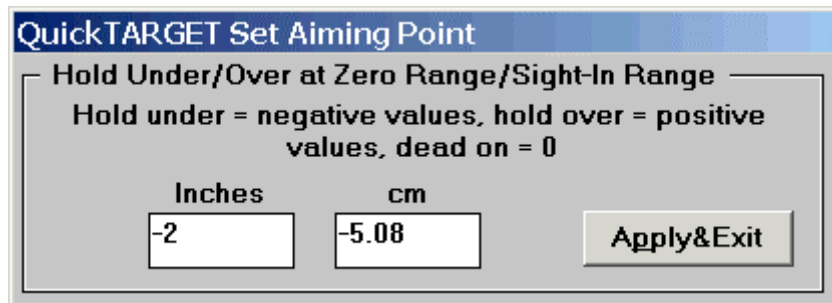 QuickTARGET Set Aiming Point
Hold Under/Over at Zero Range/Sight-In Range
Hold under = negative values, hold over = positive
values, dead on = 0
Inches cm
-2 -5.08 Apply&Exit